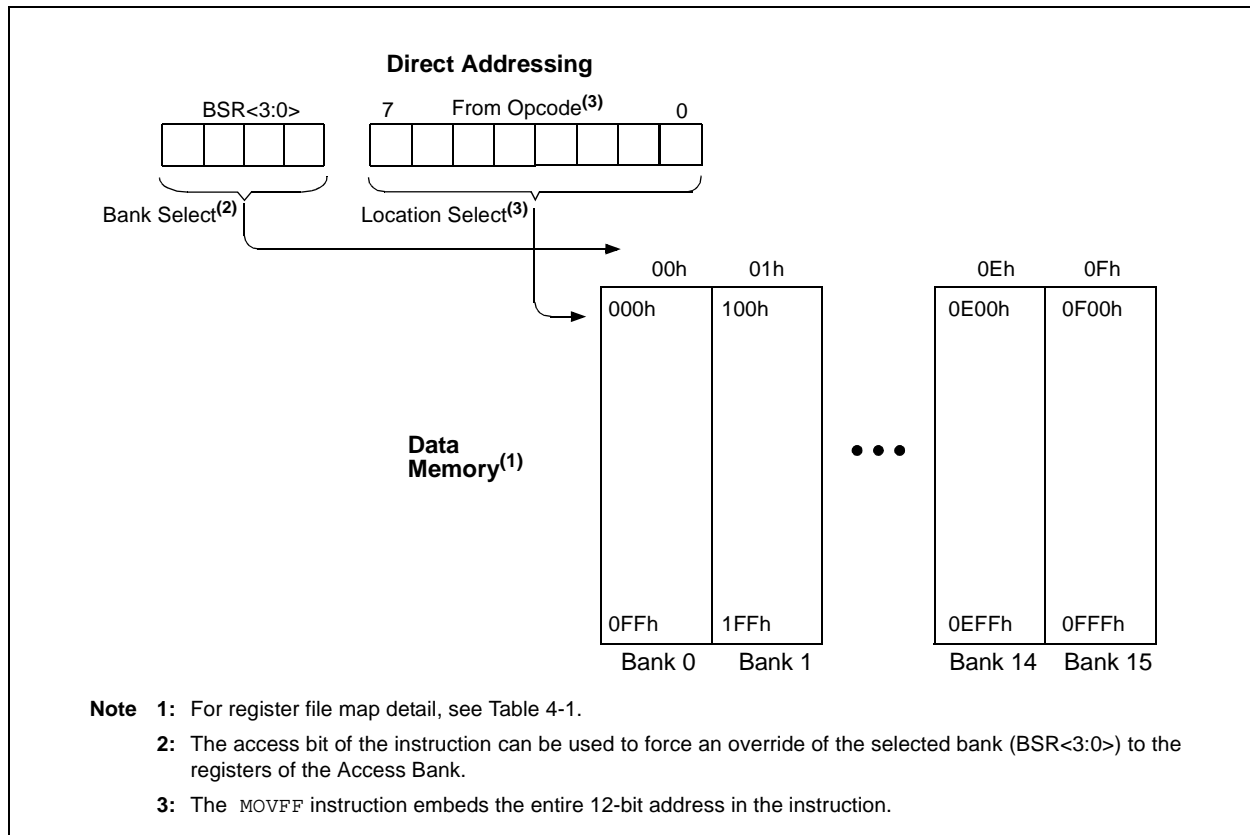 Direct Addressing
BSR<3:0>
7 From Opcode(3) 0
Bank Select(2)
Location Select(3)
00h 01h 0Eh 0Fh
000h 100h 0E00h 0F00h
Data
Memory(1)
0FFh 1FFh 0EFFh 0FFFh
Bank 0 Bank 1 Bank 14 Bank 15
Note 1: For register file map detail, see Table 4-1.
2: The access bit of the instruction can be used to force an override of the selected bank (BSR<3:0>) to the
registers of the Access Bank.
3: The MOVFF instruction embeds the entire 12-bit address in the instruction.